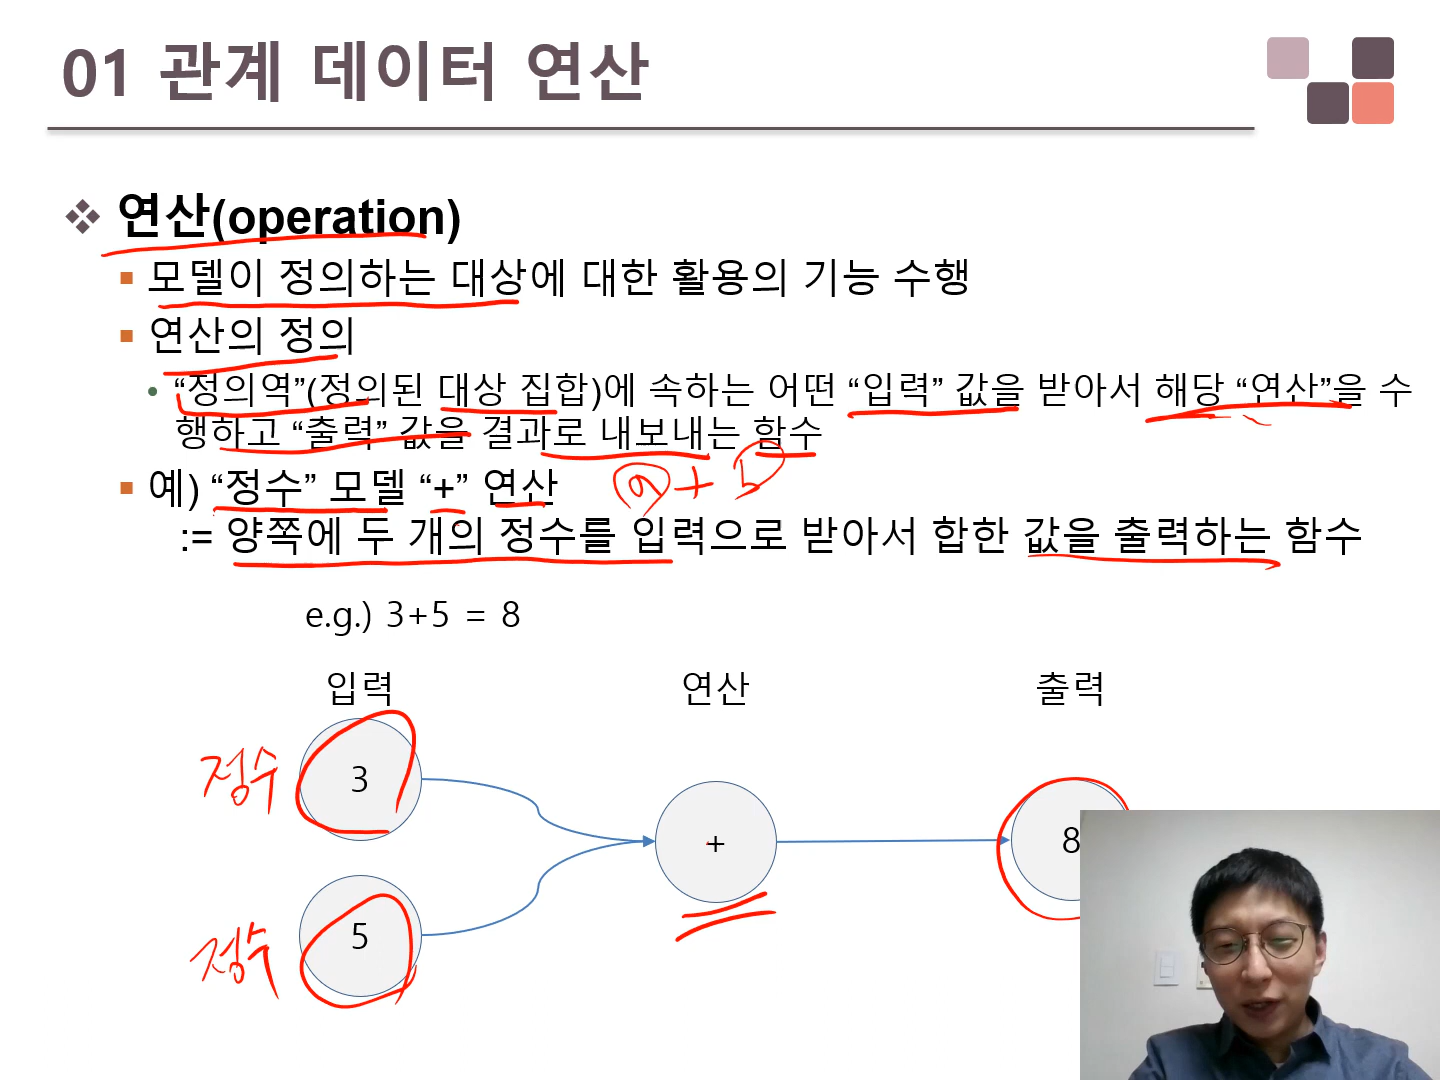 01 관계 데이터 연산
❖ 연산(operation)
▪ 모델이 정의하는 대상에 대한 활용의 기능 수행
▪ 연산의 정의
• “정의역”(정의된 대상 집합)에 속하는 어떤 “입력” 값을 받아서 해당 “연산”을 수
행하고 “출력” 값을 결과로 내보내는 함수
▪ 예) “정수” 모델 “+” 연산
a + b
:= 양쪽에 두 개의 정수를 입력으로 받아서 합한 값을 출력하는 함수
e.g.) 3+5 = 8
입력 연산 출력
정수 3
+
8
정수 5